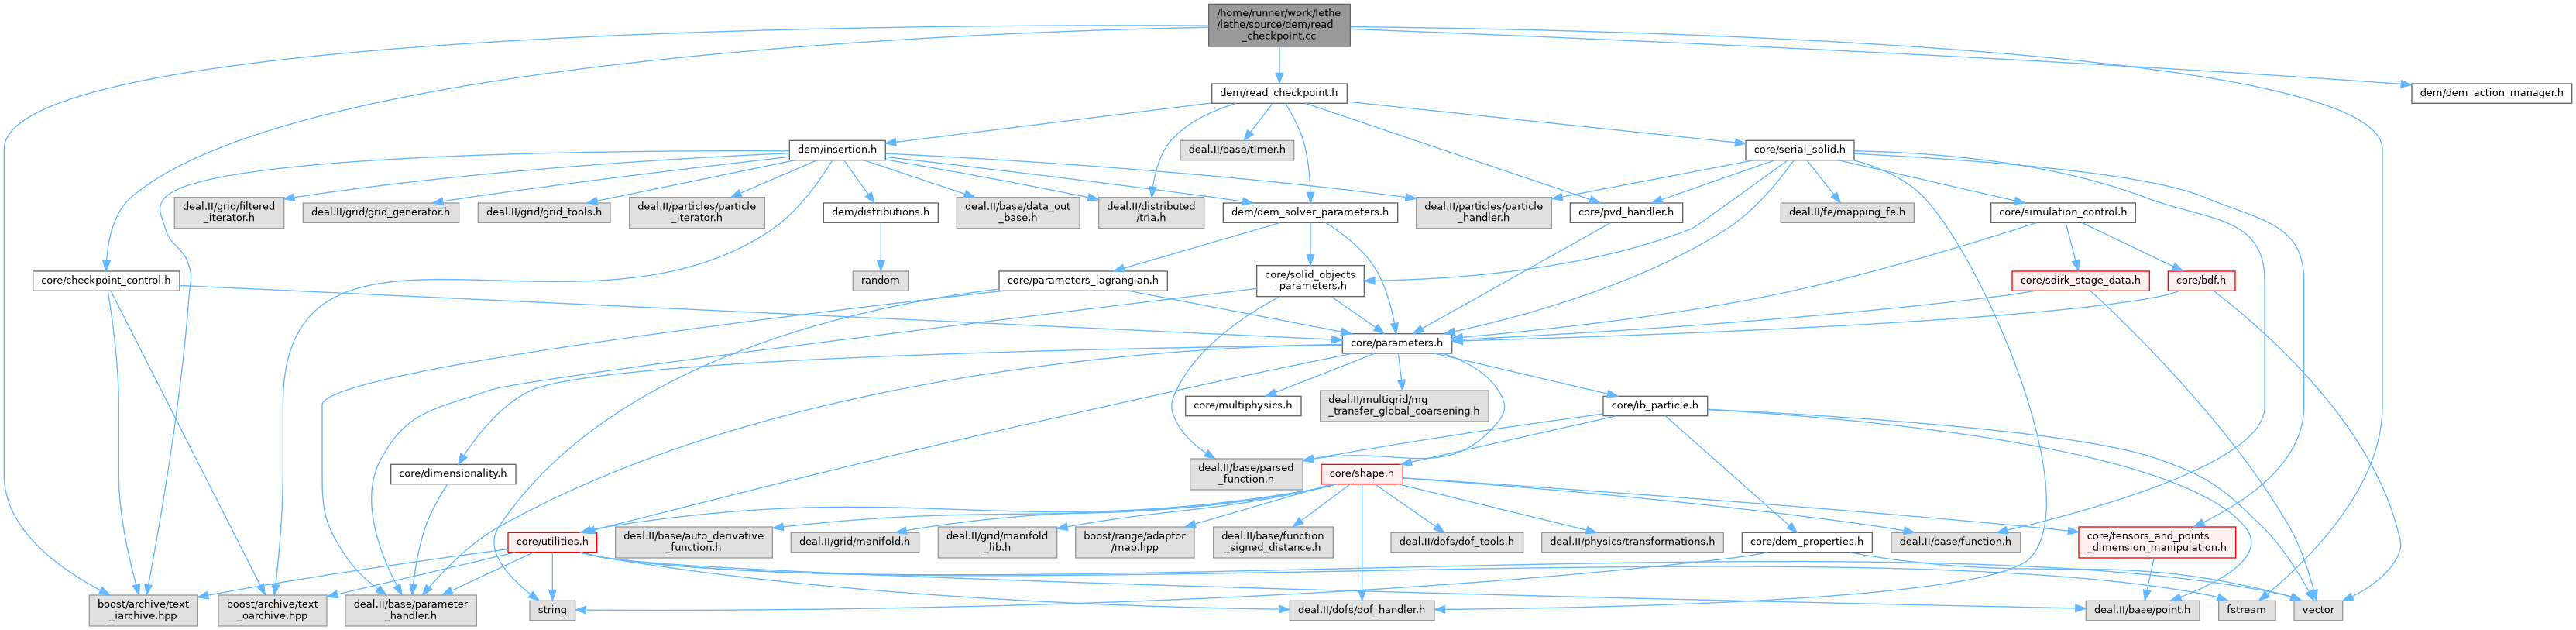 /home/runner/work/lethe
/lethe/source/dem/read
_checkpoint.cc
dem/read_checkpoint.h
dem/dem_action_manager.h
dem/insertion.h
deal.II/base/timer.h
core/serial_solid.h
deal.II/grid/filtered
_iterator.h
deal.II/grid/grid_generator.h
deal.II/grid/grid_tools.h
deal.II/particles/particle
_iterator.h
dem/distributions.h
deal.II/base/data_out
_base.h
deal.II/distributed
/tria.h
dem/dem_solver_parameters.h
deal.II/particles/particle
_handler.h
core/pvd_handler.h
deal.II/fe/mapping_fe.h
core/simulation_control.h
core/checkpoint_control.h
random
core/parameters_lagrangian.h
core/solid_objects
_parameters.h
core/sdirk_stage_data.h
core/bdf.h
core/parameters.h
core/multiphysics.h
deal.II/multigrid/mg
_transfer_global_coarsening.h
core/ib_particle.h
core/dimensionality.h
deal.II/base/parsed
_function.h
core/shape.h
core/utilities.h
deal.II/base/auto_derivative
_function.h
deal.II/grid/manifold.h
deal.II/grid/manifold
_lib.h
boost/range/adaptor
/map.hpp
deal.II/base/function
_signed_distance.h
deal.II/dofs/dof_tools.h
deal.II/physics/transformations.h
core/dem_properties.h
deal.II/base/function.h
core/tensors_and_points
_dimension_manipulation.h
boost/archive/text
_iarchive.hpp
boost/archive/text
_oarchive.hpp
deal.II/base/parameter
_handler.h
string
deal.II/dofs/dof_handler.h
deal.II/base/point.h
fstream
vector